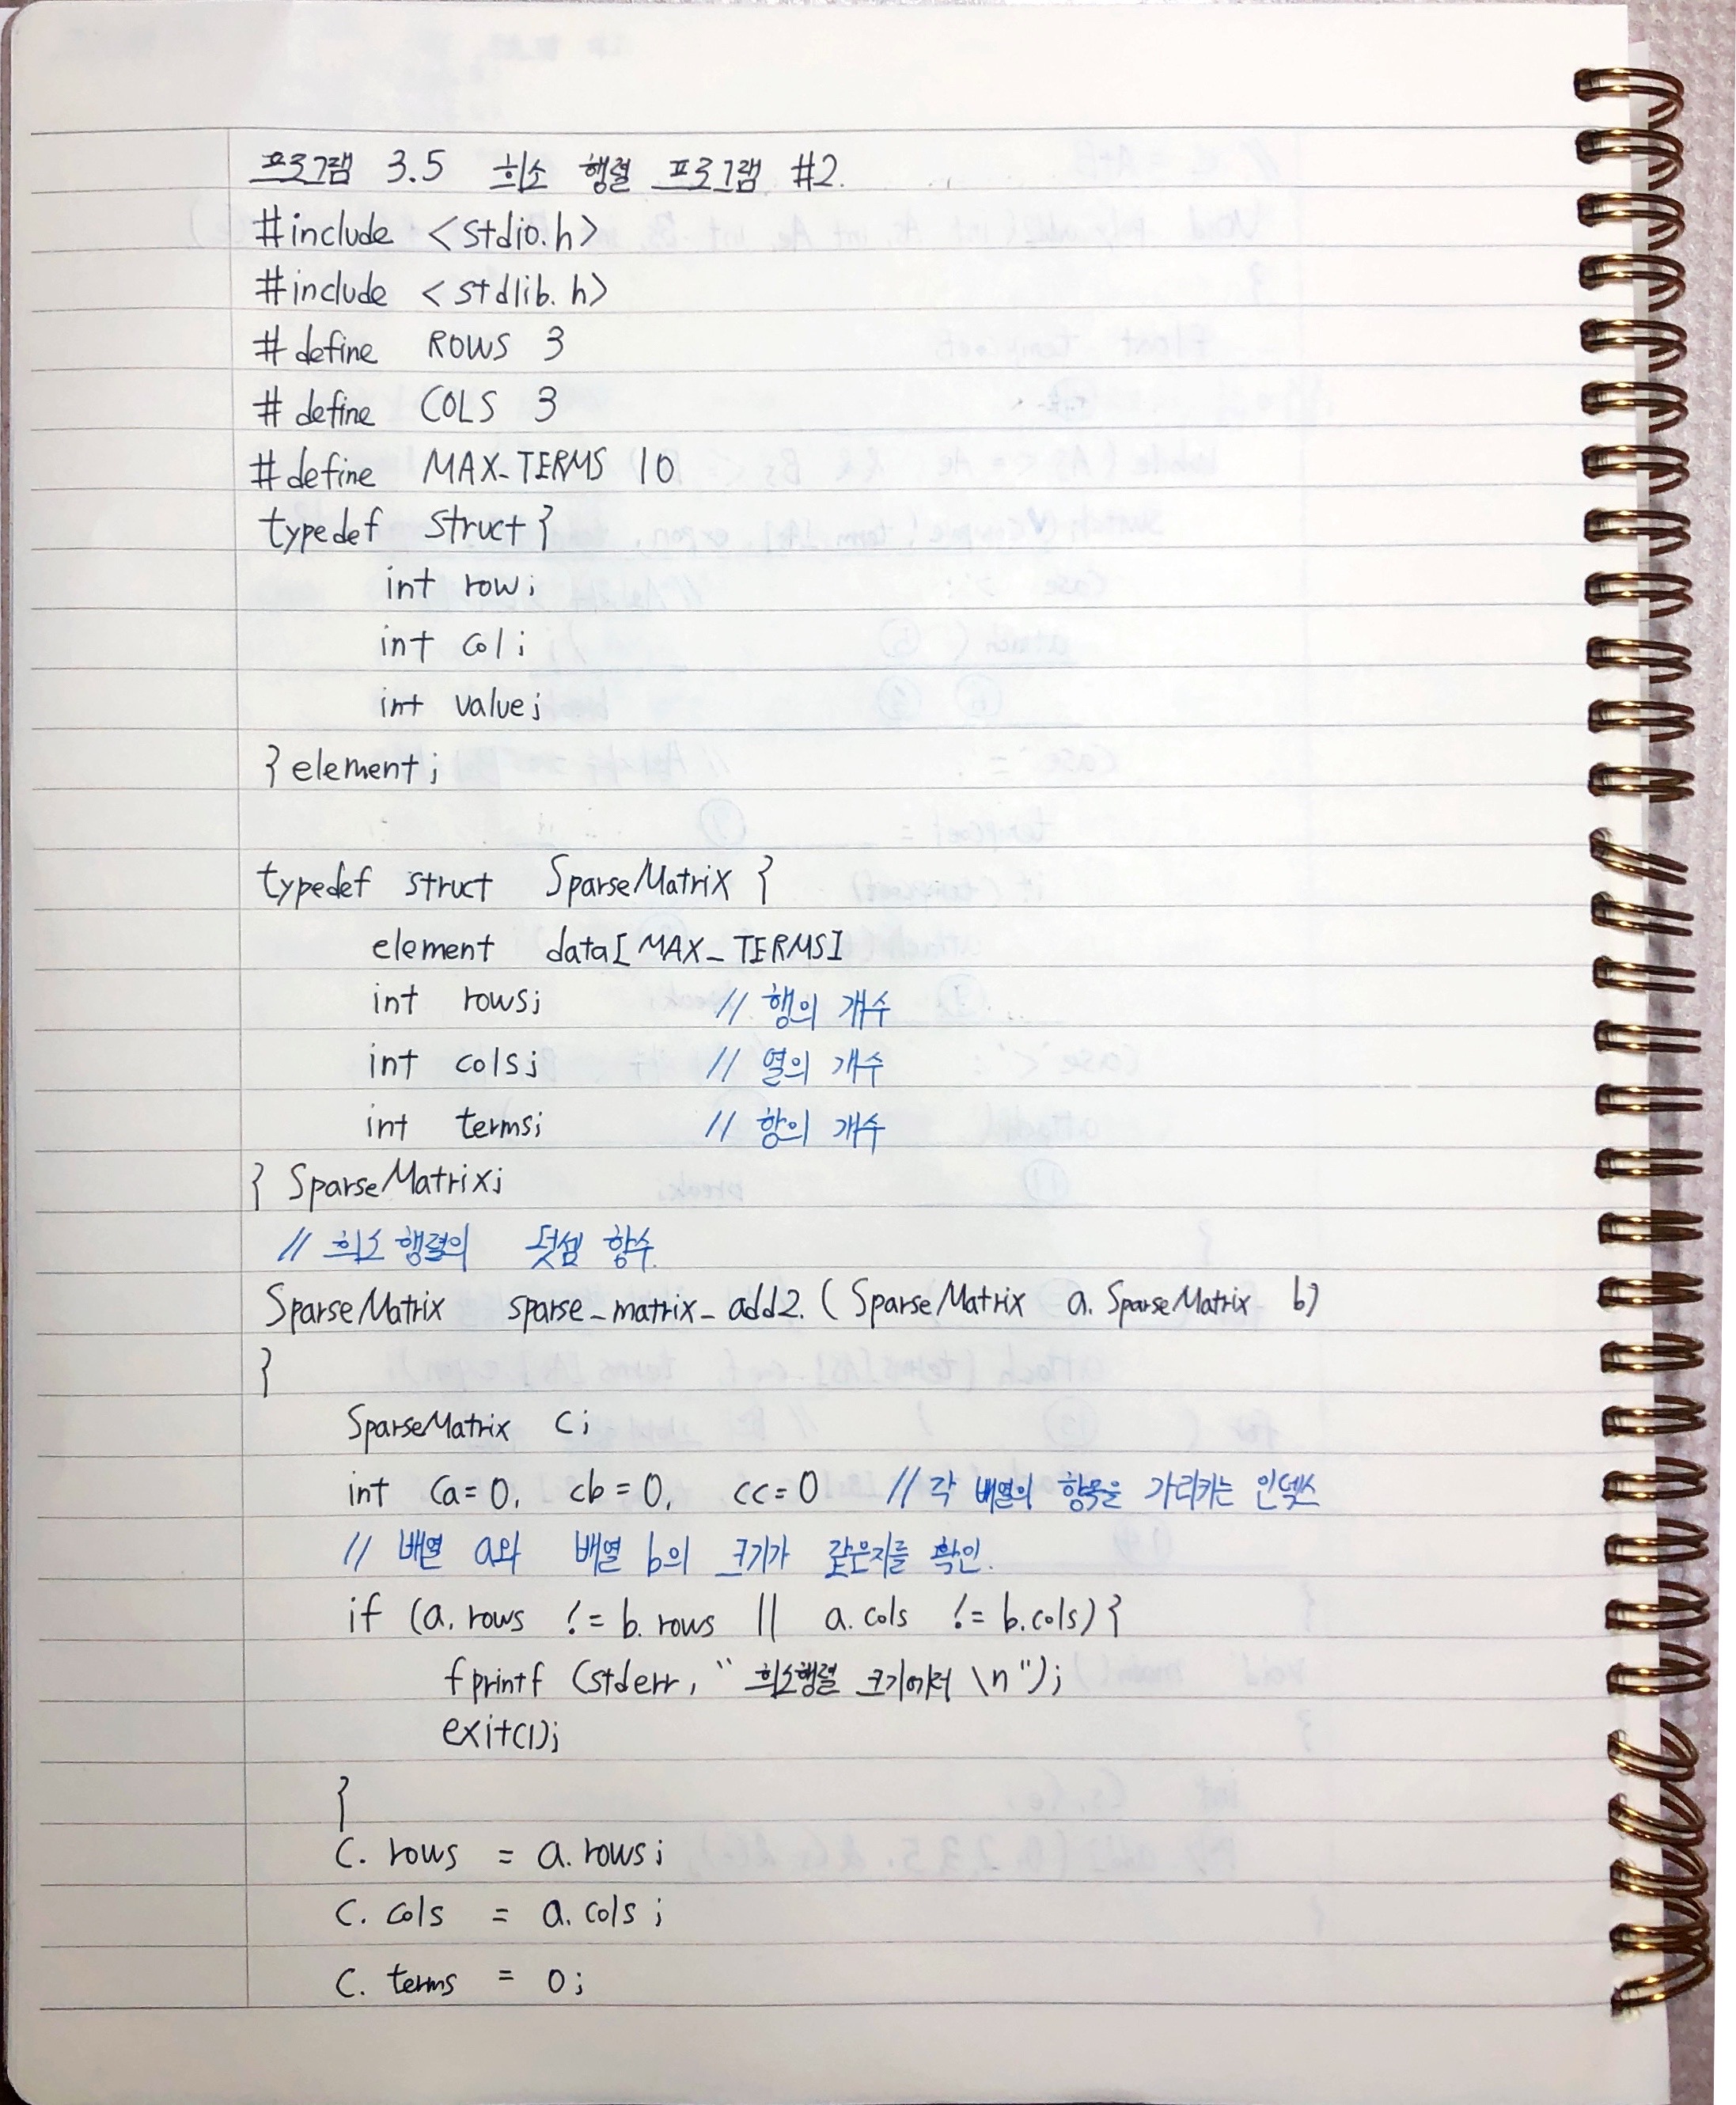 프로그램 3.5 희소 행렬 프로그램 #2.
#include <stdio.h>
#include <stdlib.h>
#define ROWS 3
#define COLS 3
#define MAX_TERMS 10
typedef struct }
int row;
int col;
int value;
} element;
typedef struct SparseMatrix }
element data[MAX_TERMS]
int rows; // 행의 개수
int cols; // 열의 개수
int terms; // 항의 개수
} SparseMatrix;
// 희소 행렬의 덧셈 함수.
SparseMatrix sparse_matrix_add2. (SparseMatrix a. SparseMatrix b)
}
SparseMatrix c;
int ca=0, cb=0, cc=0 // 각 배열의 항목을 가리키는 인덱스
// 배열 a와 배열 b의 크기가 같은지를 확인.
if (a.rows != b.rows || a.cols != b.cols) }
fprintf (stderr, " 희소행렬 크기에러 \n");
exit(1);
}
C. rows = a.rows;
C. cols = a.cols;
C. terms = 0;